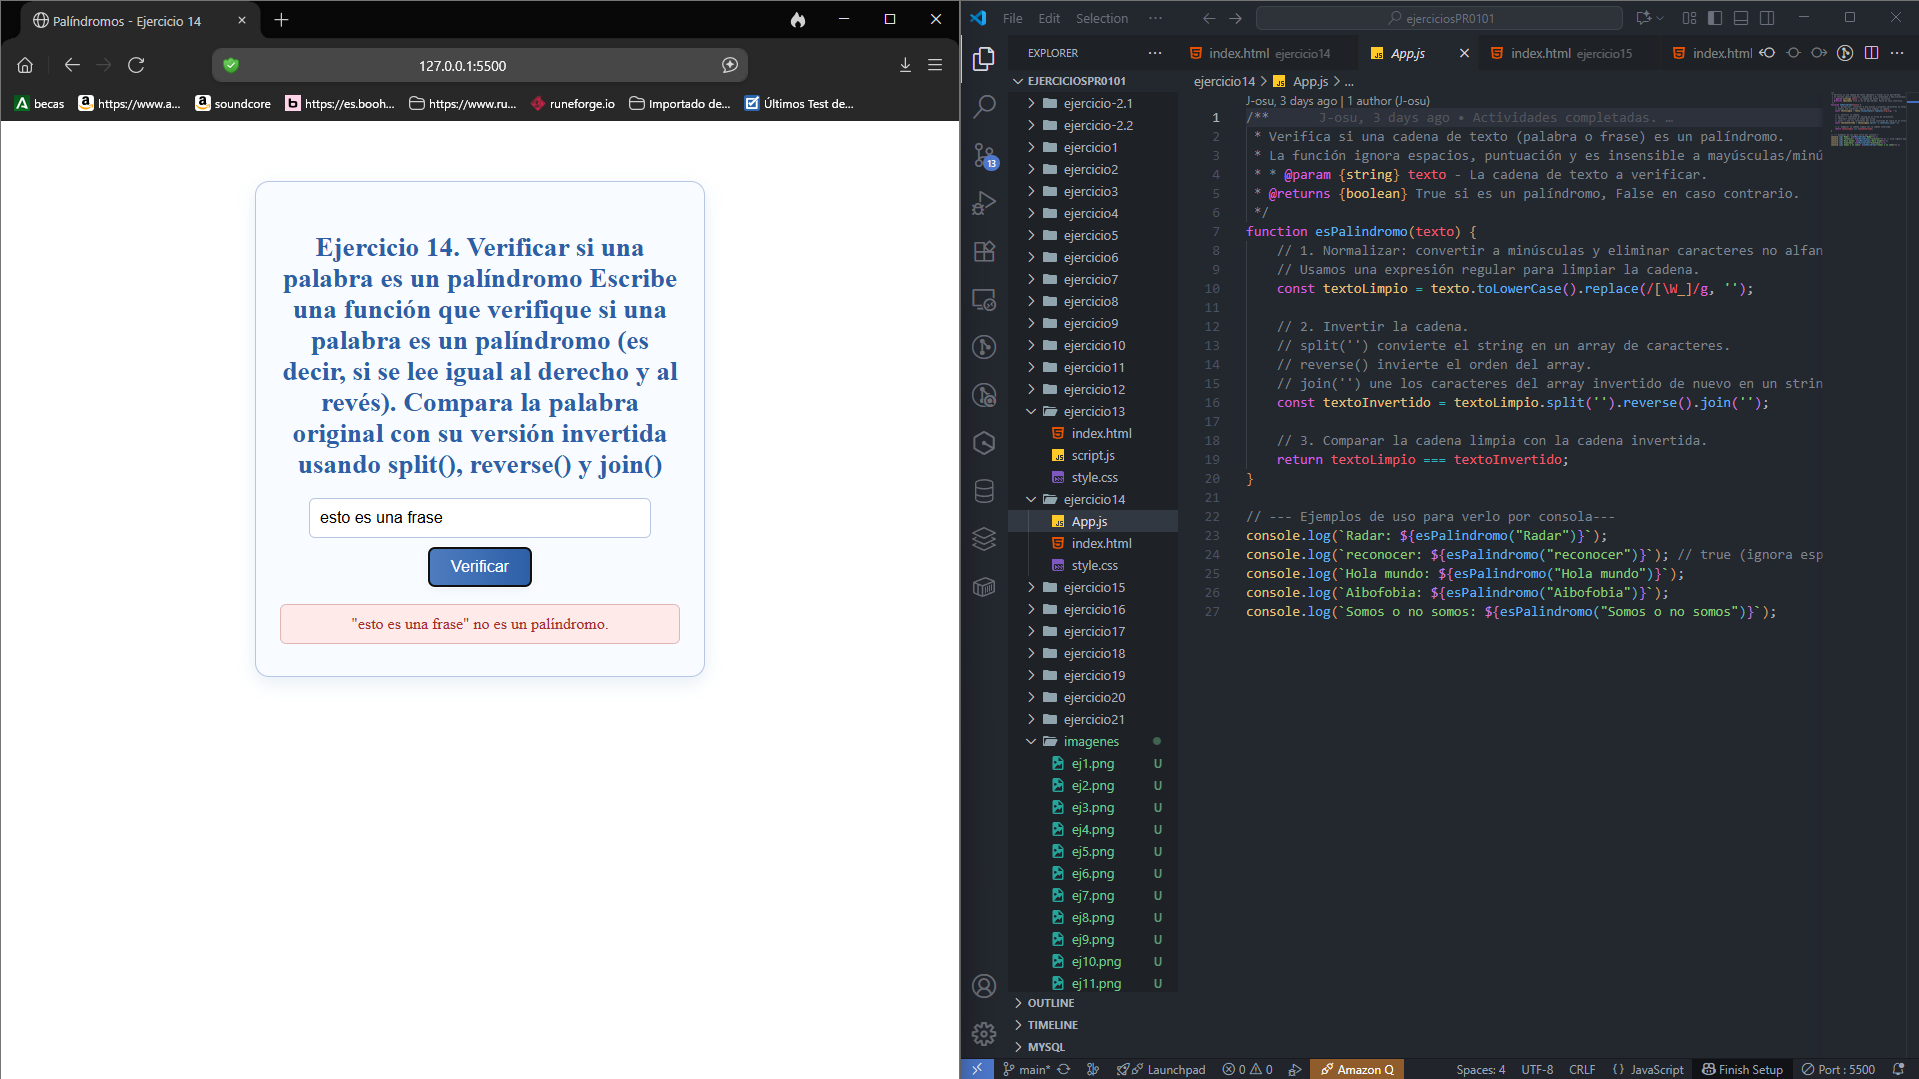 Palíndromos - Ejercicio 14
127.0.0.1:5500
becas
https://www.a...
soundcore
https://es.booh...
https://www.ru...
runeforge.io
Importado de...
Últimos Test de...
Ejercicio 14. Verificar si una
palabra es un palíndromo Escribe
una función que verifique si una
palabra es un palíndromo (es
decir, si se lee igual al derecho y al
revés). Compara la palabra
original con su versión invertida
usando split(), reverse() y join()
esto es una frase
Verificar
"esto es una frase" no es un palíndromo.
File Edit Selection ...
ejerciciosPR0101
EXPLORER
EJERCICIOSPR0101
ejercicio-2.1
ejercicio-2.2
ejercicio1
ejercicio2
ejercicio3
ejercicio4
ejercicio5
ejercicio6
ejercicio7
ejercicio8
ejercicio9
ejercicio10
ejercicio11
ejercicio12
ejercicio13
index.html
script.js
style.css
ejercicio14
App.js
index.html
style.css
ejercicio15
ejercicio16
ejercicio17
ejercicio18
ejercicio19
ejercicio20
ejercicio21
imagenes
ej1.png U
ej2.png U
ej3.png U
ej4.png U
ej5.png U
ej6.png U
ej7.png U
ej8.png U
ej9.png U
ej10.png U
ej11.png U
OUTLINE
TIMELINE
MYSQL
13
index.html ejercicio14
App.js
index.html ejercicio15
index.html
ejercicio14 > App.js > ...
J-osu, 3 days ago | 1 author (J-osu)
1 /** J-osu, 3 days ago • Actividades completadas. …
2 * Verifica si una cadena de texto (palabra o frase) es un palíndromo.
3 * La función ignora espacios, puntuación y es insensible a mayúsculas/minú
4 * * @param {string} texto - La cadena de texto a verificar.
5 * @returns {boolean} True si es un palíndromo, False en caso contrario.
6 */
7 function esPalindromo(texto) {
8 // 1. Normalizar: convertir a minúsculas y eliminar caracteres no alfan
9 // Usamos una expresión regular para limpiar la cadena.
10 const textoLimpio = texto.toLowerCase().replace(/[\W_]/g, '');
11
12 // 2. Invertir la cadena.
13 // split('') convierte el string en un array de caracteres.
14 // reverse() invierte el orden del array.
15 // join('') une los caracteres del array invertido de nuevo en un strin
16 const textoInvertido = textoLimpio.split('').reverse().join('');
17
18 // 3. Comparar la cadena limpia con la cadena invertida.
19 return textoLimpio === textoInvertido;
20 }
21
22 // --- Ejemplos de uso para verlo por consola---
23 console.log(`Radar: ${esPalindromo("Radar")}`);
24 console.log(`reconocer: ${esPalindromo("reconocer")}`); // true (ignora esp
25 console.log(`Hola mundo: ${esPalindromo("Hola mundo")}`);
26 console.log(`Aibofobia: ${esPalindromo("Aibofobia")}`);
27 console.log(`Somos o no somos: ${esPalindromo("Somos o no somos")}`);
main* Launchpad 0 0 Amazon Q Spaces: 4 UTF-8 CRLF {} JavaScript Finish Setup Port : 5500